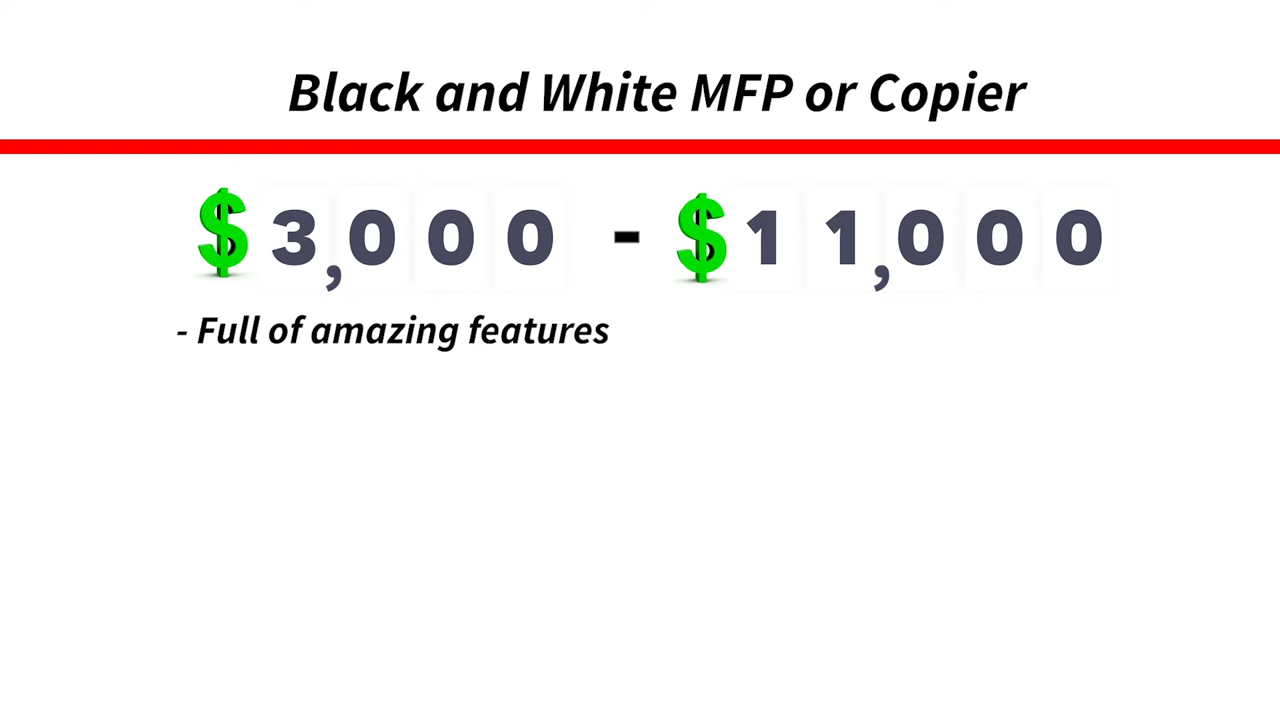 Black and White MFP or Copier
$3,000 - $11,000
- Full of amazing features